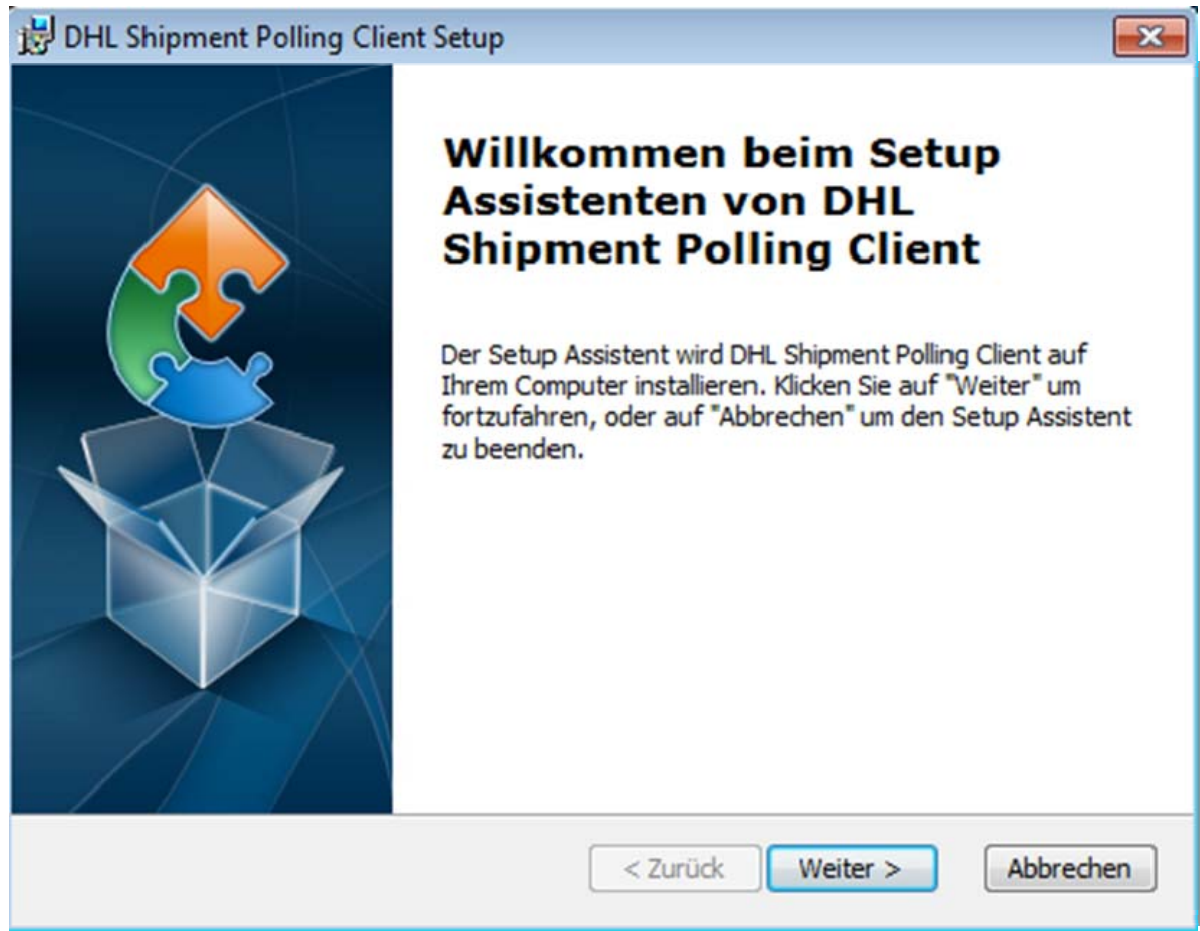 DHL Shipment Polling Client Setup
Willkommen beim Setup
Assistenten von DHL
Shipment Polling Client
Der Setup Assistent wird DHL Shipment Polling Client auf
Ihrem Computer installieren. Klicken Sie auf "Weiter" um
fortzufahren, oder auf "Abbrechen" um den Setup Assistent
zu beenden.
< Zurück
Weiter >
Abbrechen